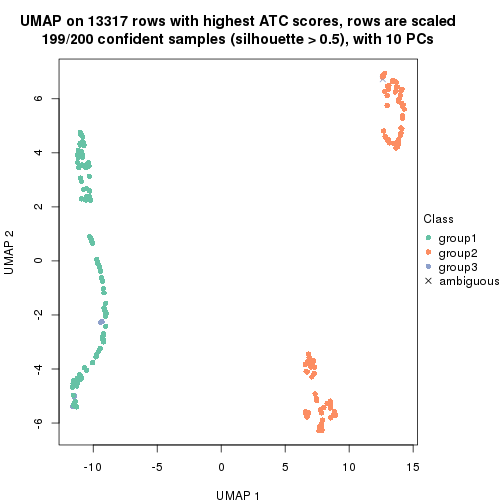 UMAP on 13317 rows with highest ATC scores, rows are scaled
199/200 confident samples (silhouette > 0.5), with 10 PCs
6
4
2
0
-2
-4
-6
UMAP 2
-10
-5
0
5
10
15
UMAP 1
Class
group1
group2
group3
ambiguous